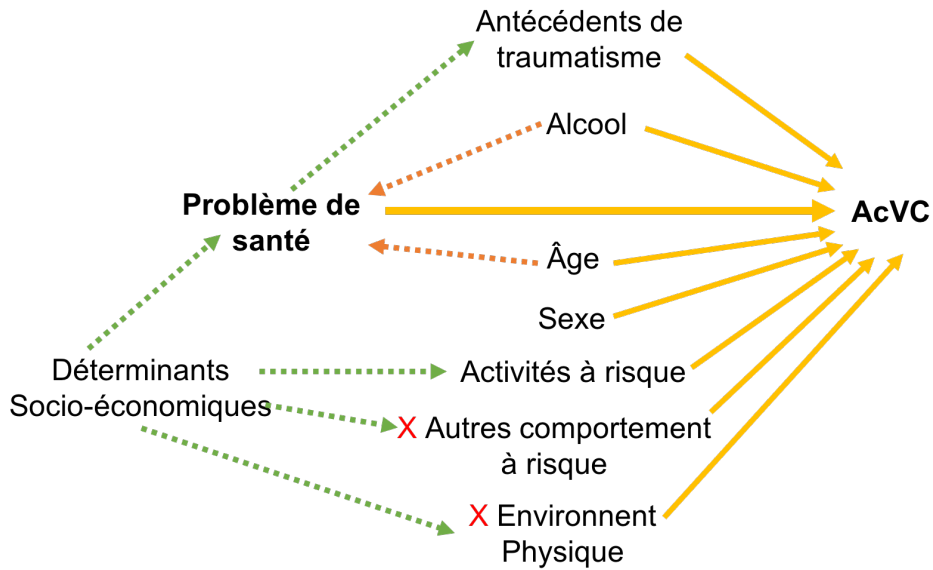 Antécédents de
traumatisme
Alcool
Problème de
santé
AcVC
Âge
Sexe
Déterminants
Socio-économiques
Activités à risque
X Autres comportement
à risque
X Environnent
Physique